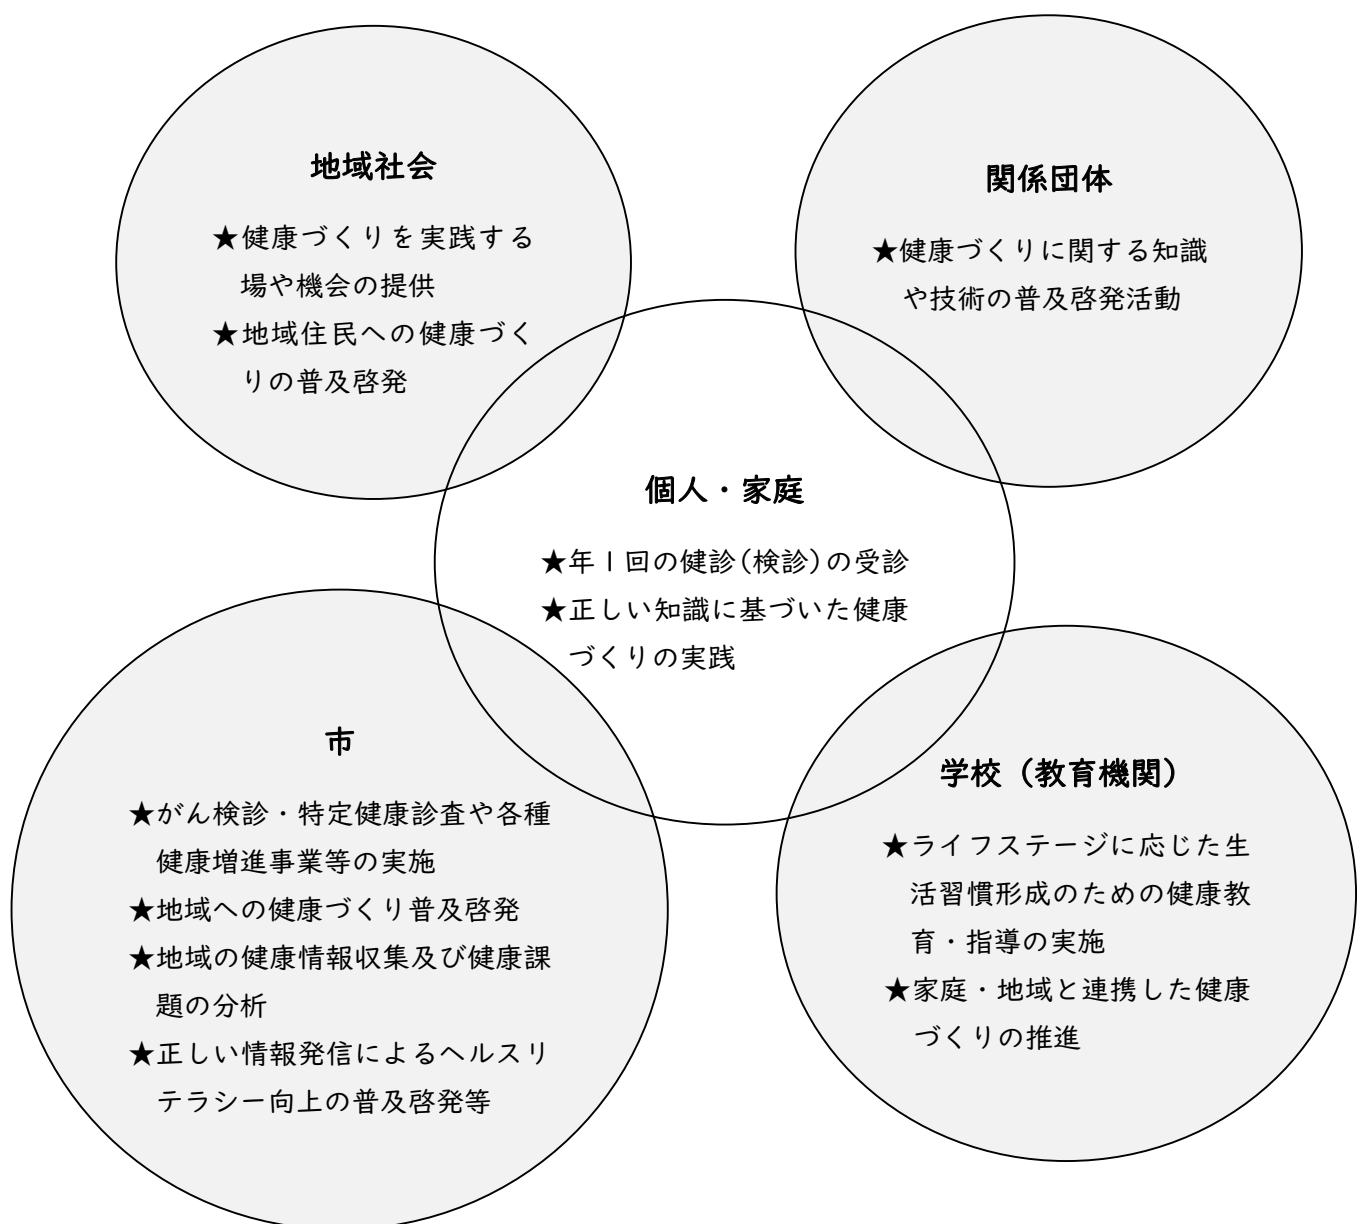 地域社会
★健康づくりを実践する
場や機会の提供
★地域住民への健康づく
りの普及啓発
関係団体
★健康づくりに関する知識
や技術の普及啓発活動
個人・家庭
★年1回の健診(検診)の受診
★正しい知識に基づいた健康
づくりの実践
市
★がん検診・特定健康診査や各種
健康増進事業等の実施
★地域への健康づくり普及啓発
★地域の健康情報収集及び健康課
題の分析
★正しい情報発信によるヘルスリ
テラシー向上の普及啓発等
学校（教育機関）
★ライフステージに応じた生
活習慣形成のための健康教
育・指導の実施
★家庭・地域と連携した健康
づくりの推進